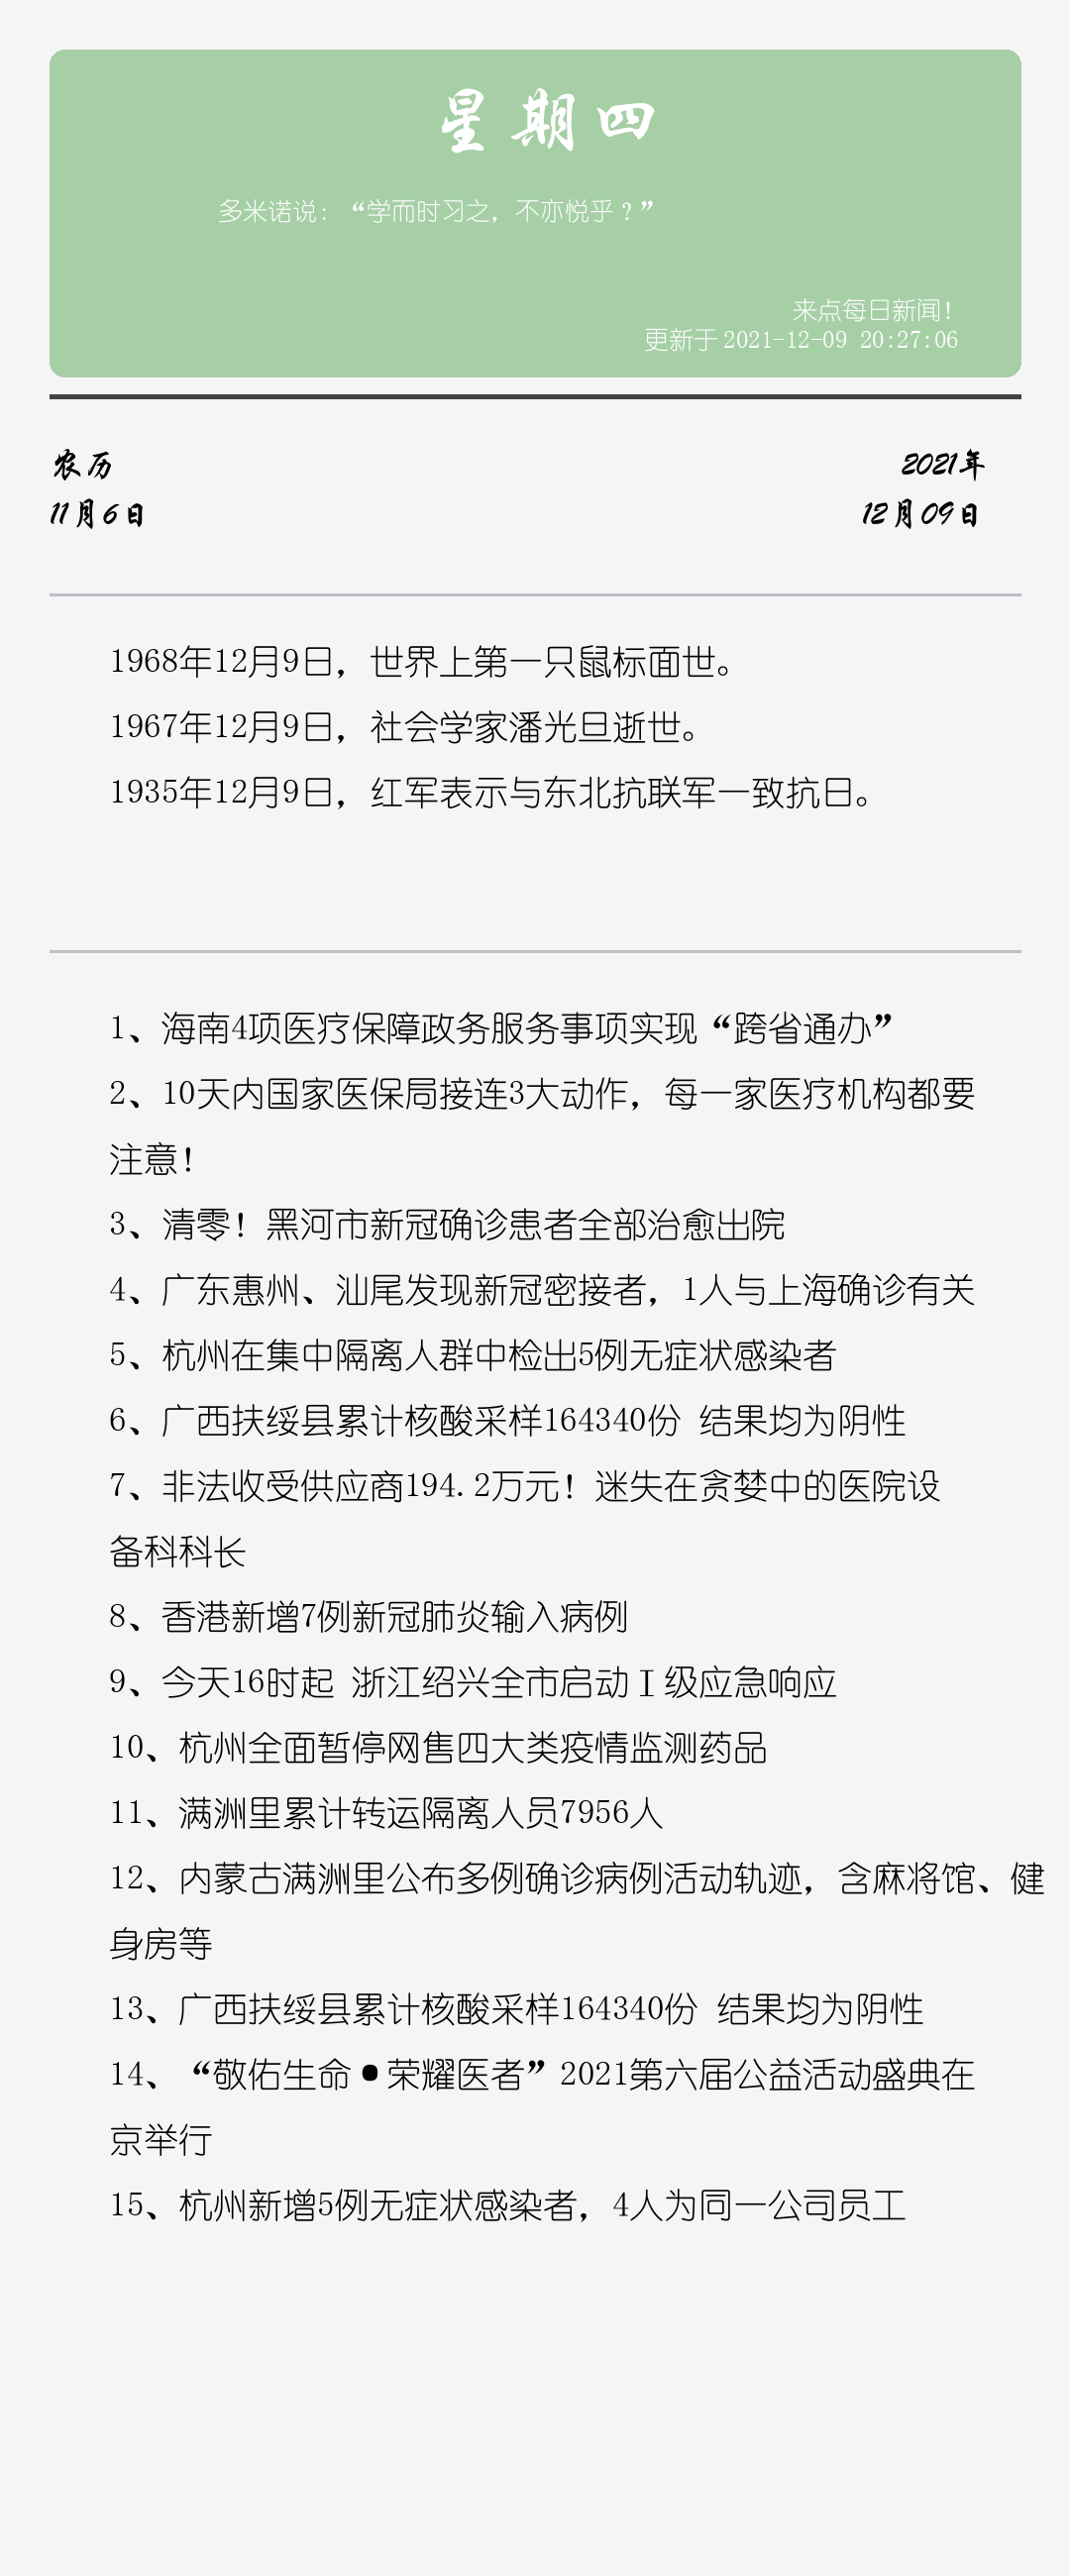 星期四
多米诺说：“学而时习之，不亦悦乎？”
来点每日新闻！
更新于 2021-12-09 20:27:06
农历
2021年
11月6日
12月09日
1968年12月9日，世界上第一只鼠标面世。
1967年12月9日，社会学家潘光旦逝世。
1935年12月9日，红军表示与东北抗联军一致抗日。
1、海南4项医疗保障政务服务事项实现“跨省通办”
2、10天内国家医保局接连3大动作，每一家医疗机构都要
注意！
3、清零！黑河市新冠确诊患者全部治愈出院
4、广东惠州、汕尾发现新冠密接者，1人与上海确诊有关
5、杭州在集中隔离人群中检出5例无症状感染者
6、广西扶绥县累计核酸采样164340份 结果均为阴性
7、非法收受供应商194.2万元！迷失在贪婪中的医院设
备科科长
8、香港新增7例新冠肺炎输入病例
9、今天16时起 浙江绍兴全市启动Ⅰ级应急响应
10、杭州全面暂停网售四大类疫情监测药品
11、满洲里累计转运隔离人员7956人
12、内蒙古满洲里公布多例确诊病例活动轨迹，含麻将馆、健
身房等
13、广西扶绥县累计核酸采样164340份 结果均为阴性
14、“敬佑生命•荣耀医者”2021第六届公益活动盛典在
京举行
15、杭州新增5例无症状感染者，4人为同一公司员工